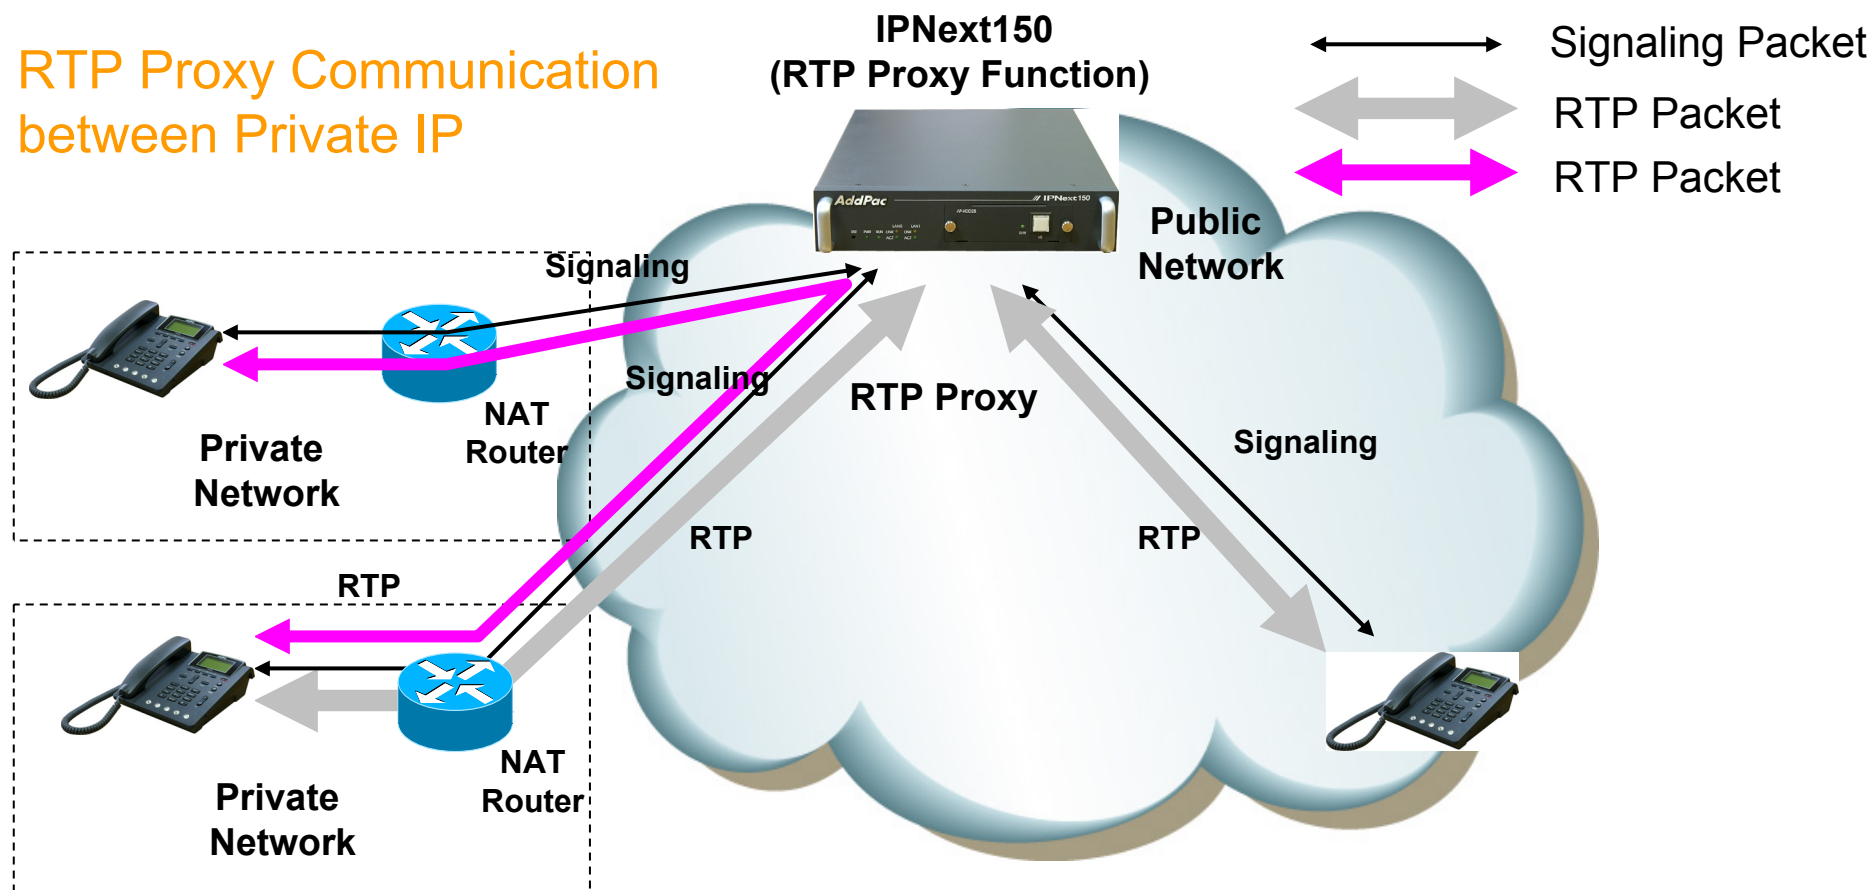 RTP Proxy Communication
between Private IP
IPNext150
(RTP Proxy Function)
Signaling Packet
RTP Packet
RTP Packet
AddPac
IPNext150
Public
Network
Signaling
NAT
Router
Private
Network
Signaling
RTP Proxy
Signaling
RTP
RTP
RTP
NAT
Router
Private
Network